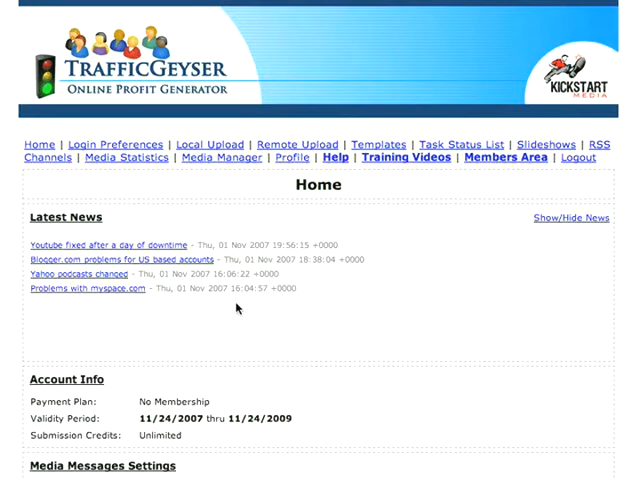 TRAFFICGEYSER
ONLINE PROFIT GENERATOR
KICKSTART
MEDIA
Home | Login Preferences | Local Upload | Remote Upload | Templates | Task Status List | Slideshows | RSS
Channels | Media Statistics | Media Manager | Profile | Help | Training Videos | Members Area | Logout
Home
Latest News
Show/Hide News
Youtube fixed after a day of downtime - Thu, 01 Nov 2007 19:56:15 +0000
Blogger.com problems for US based accounts - Thu, 01 Nov 2007 18:38:04 +0000
Yahoo podcasts changed - Thu, 01 Nov 2007 16:06:22 +0000
Problems with myspace.com - Thu, 01 Nov 2007 16:04:57 +0000
Account Info
Payment Plan: No Membership
Validity Period: 11/24/2007 thru 11/24/2009
Submission Credits: Unlimited
Media Messages Settings